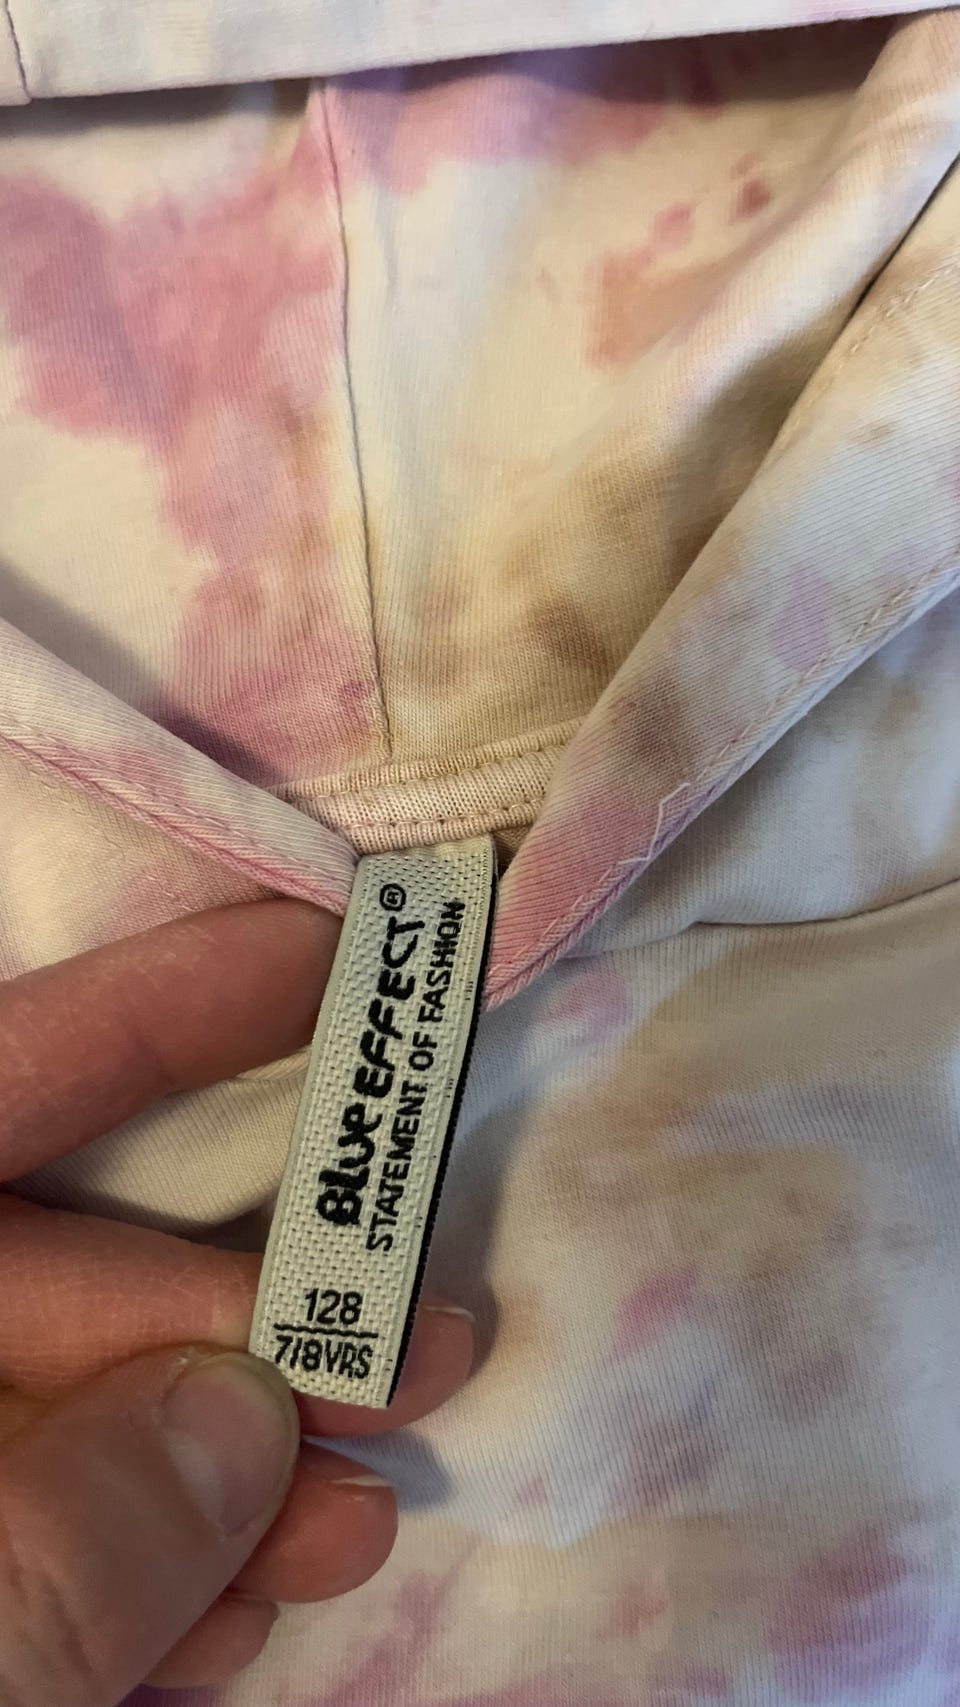 Blue EFFECT®
STATEMENT OF FASHION
128
7/8YRS